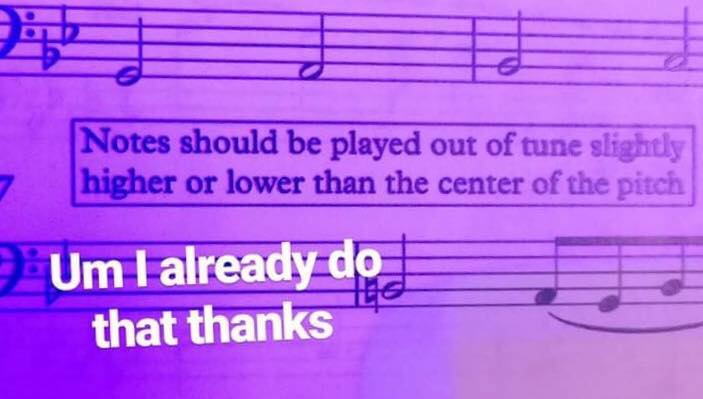 Notes should be played out of tune slightly
higher or lower than the center of the pitch
Um I already do
that thanks